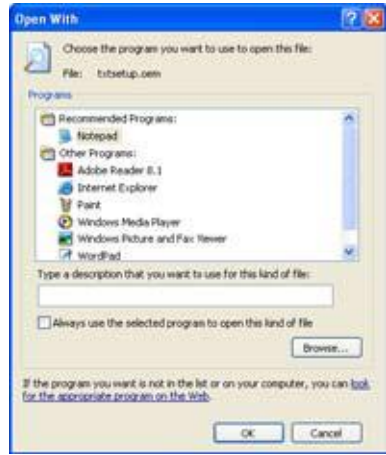 Open With
Choose the program you want to use to open this file:
File: txtsetup.oem
Programs
Recommended Programs:
Notepad
Other Programs:
Adobe Reader 8.1
Internet Explorer
Paint
Windows Media Player
Windows Picture and Fax Viewer
WordPad
Type a description that you want to use for this kind of file:
Always use the selected program to open this kind of file
Browse...
If the program you want is not in the list or on your computer, you can look
for the appropriate program on the Web.
OK Cancel